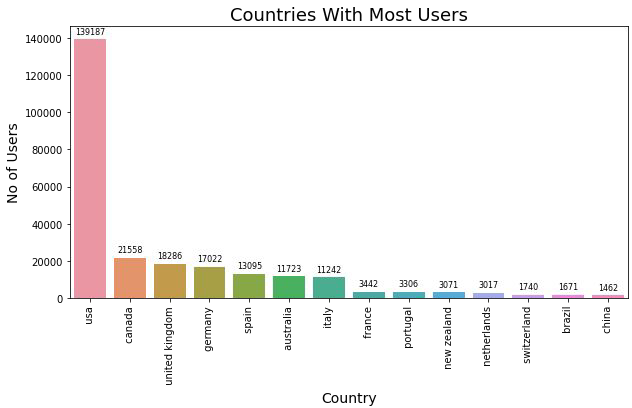 Countries With Most Users
No of Users
140000
120000
100000
80000
60000
40000
20000
0
139187
21558
18286
17022
13095
11723
11242
3442
3306
3071
3017
1740
1671
1462
usa
canada
united kingdom
germany
spain
australia
italy
france
portugal
new zealand
netherlands
switzerland
brazil
china
Country